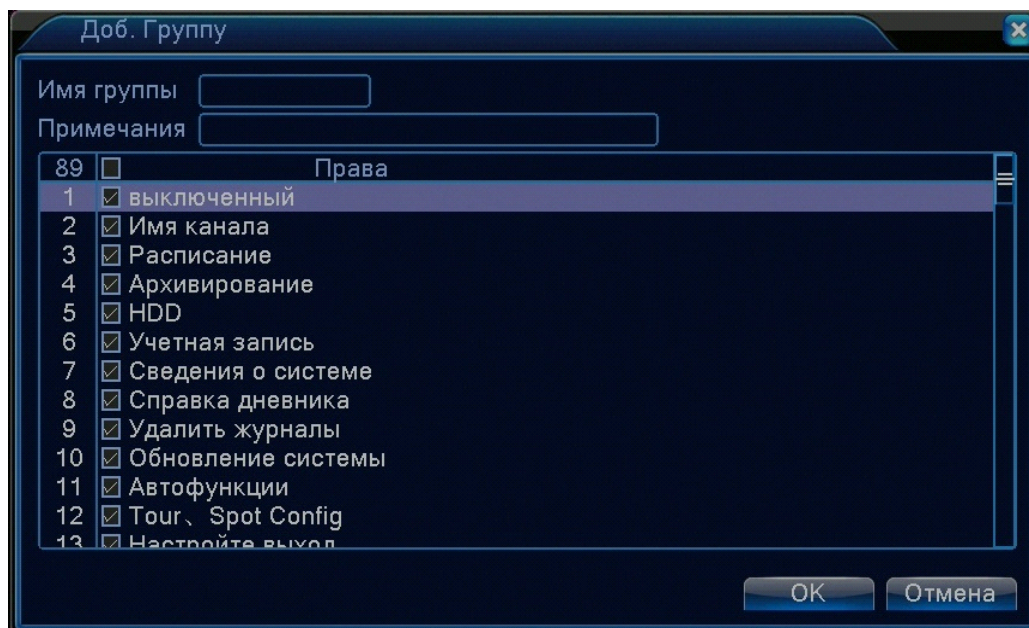 Доб. Группу
Имя группы
Примечания
89 Права
1 выключенный
2 Имя канала
3 Расписание
4 Архивирование
5 HDD
6 Учетная запись
7 Сведения о системе
8 Справка дневника
9 Удалить журналы
10 Обновление системы
11 Автофункции
12 Tour、Spot Config
13 Настройте выход
OK Отмена